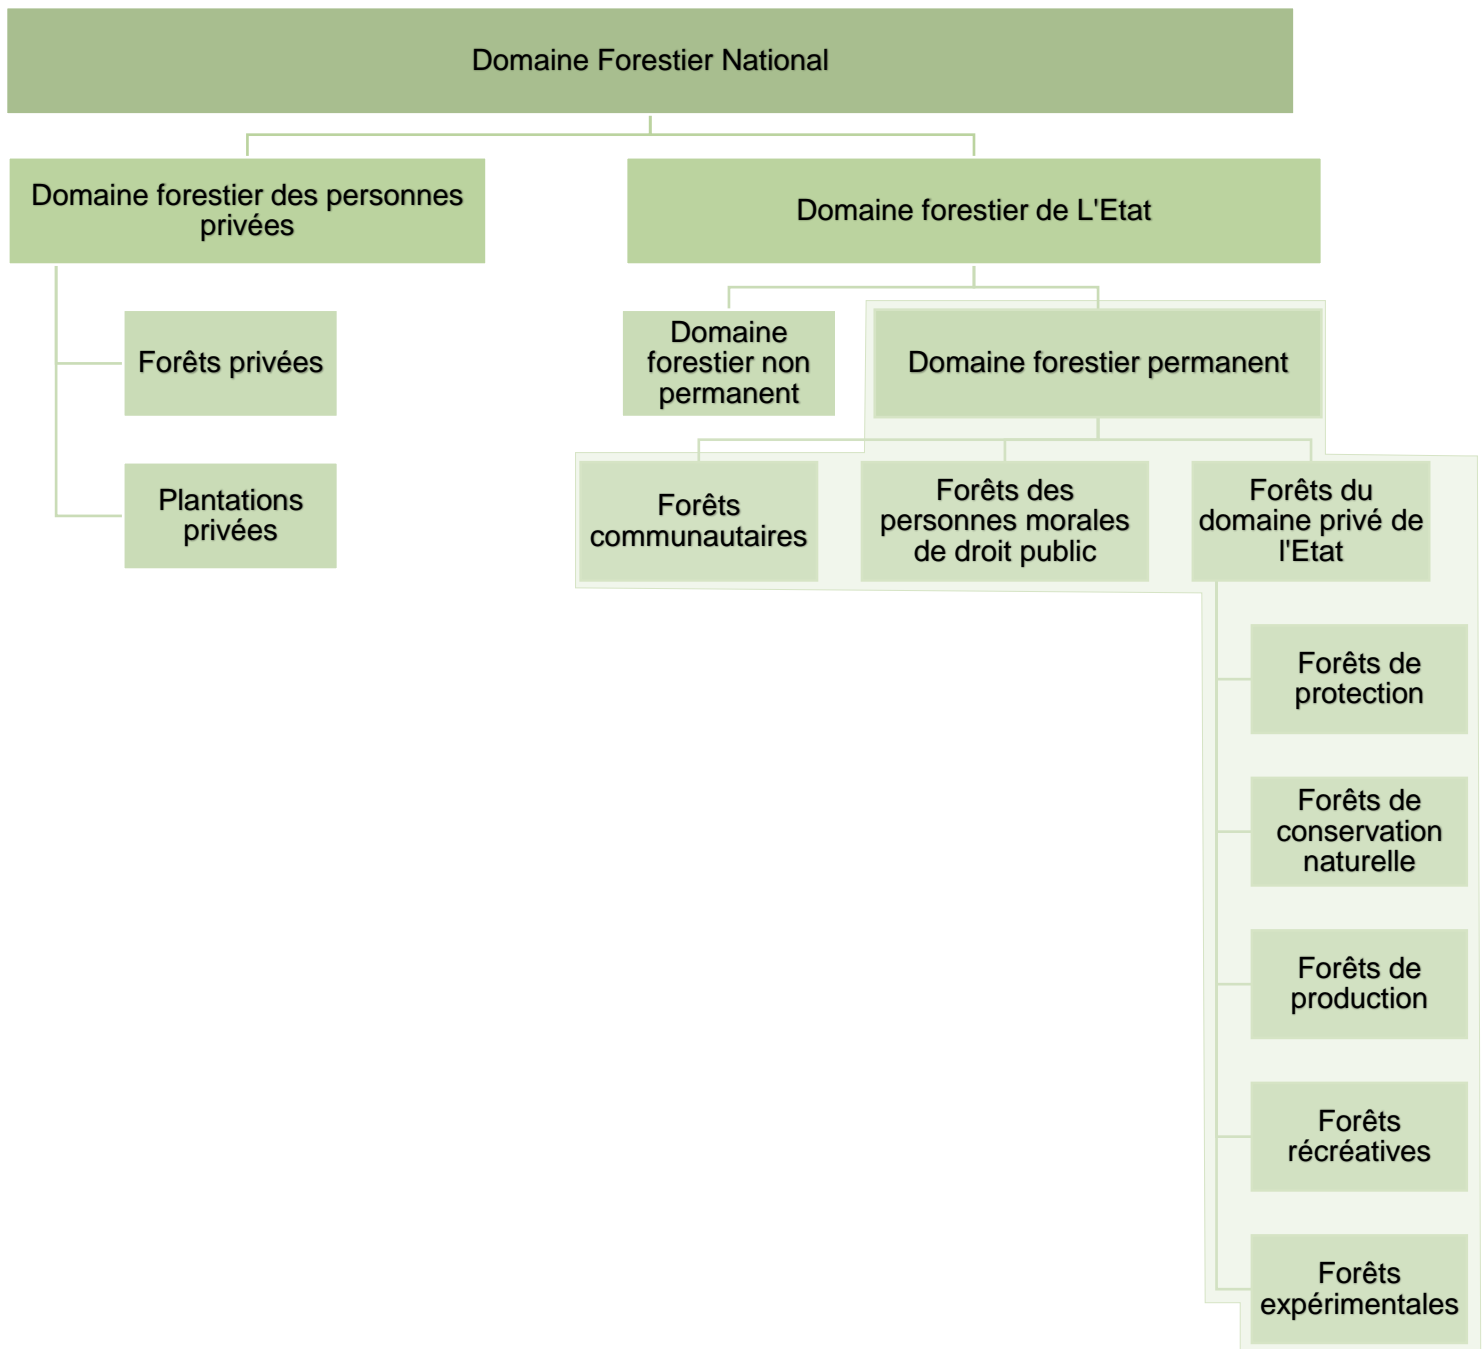 Domaine Forestier National
Domaine forestier des personnes
privées
Domaine forestier de L'Etat
Forêts privées
Plantations
privées
Domaine
forestier non
permanent
Domaine forestier permanent
Forêts
communautaires
Forêts des
personnes morales
de droit public
Forêts du
domaine privé de
l'Etat
Forêts de
protection
Forêts de
conservation
naturelle
Forêts de
production
Forêts
récréatives
Forêts
expérimentales